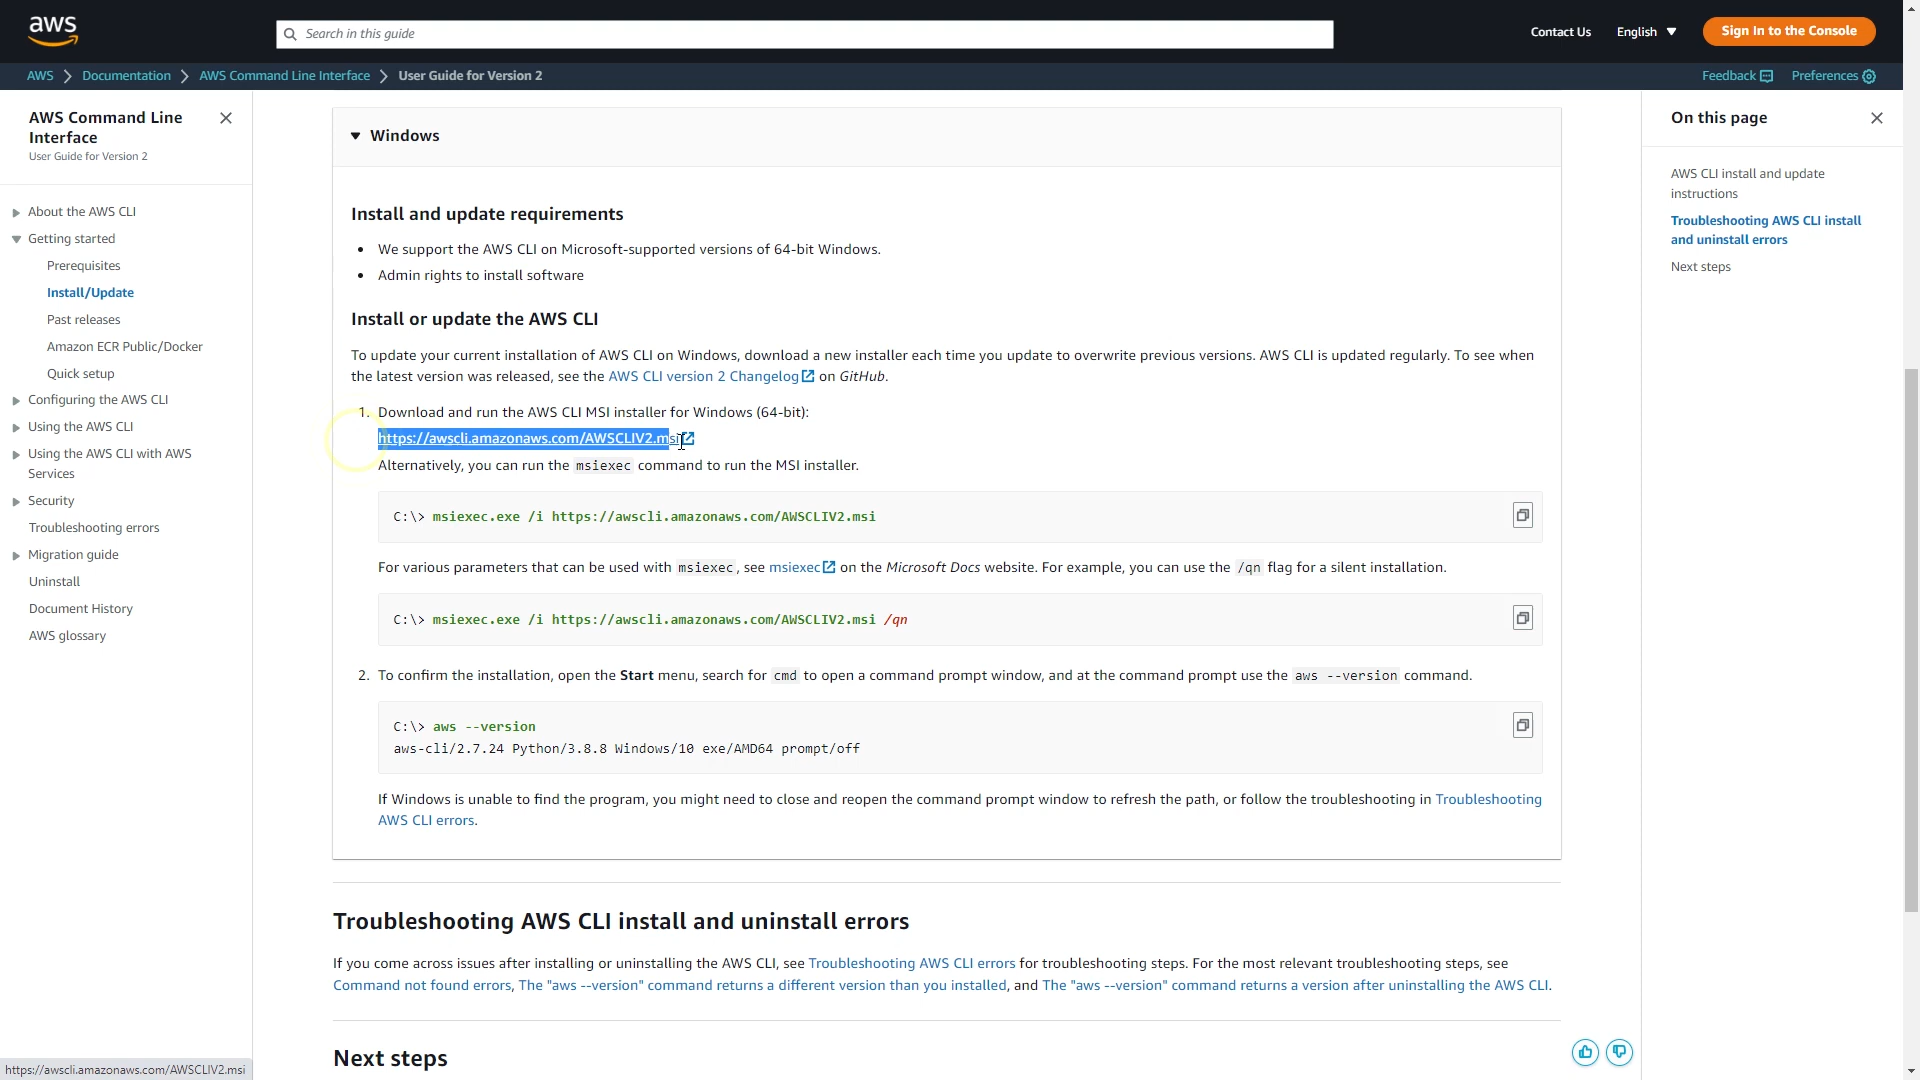 aws
Search in this guide
Contact Us
English
Sign In to the Console
AWS
Documentation
AWS Command Line Interface
User Guide for Version 2
Feedback
Preferences
AWS Command Line
Interface
User Guide for Version 2
About the AWS CLI
Getting started
Prerequisites
Install/Update
Past releases
Amazon ECR Public/Docker
Quick setup
Configuring the AWS CLI
Using the AWS CLI
Using the AWS CLI with AWS
Services
Security
Troubleshooting errors
Migration guide
Uninstall
Document History
AWS glossary
Windows
Install and update requirements
• We support the AWS CLI on Microsoft-supported versions of 64-bit Windows.
• Admin rights to install software
Install or update the AWS CLI
To update your current installation of AWS CLI on Windows, download a new installer each time you update to overwrite previous versions. AWS CLI is updated regularly. To see when
the latest version was released, see the AWS CLI version 2 Changelog on GitHub.
1. Download and run the AWS CLI MSI installer for Windows (64-bit):
https://awscli.amazonaws.com/AWSCLIV2.msi
Alternatively, you can run the msiexec command to run the MSI installer.
C:\> msiexec.exe /i https://awscli.amazonaws.com/AWSCLIV2.msi
For various parameters that can be used with msiexec, see msiexec on the Microsoft Docs website. For example, you can use the /qn flag for a silent installation.
C:\> msiexec.exe /i https://awscli.amazonaws.com/AWSCLIV2.msi /qn
2. To confirm the installation, open the Start menu, search for cmd to open a command prompt window, and at the command prompt use the aws --version command.
C:\> aws --version
aws-cli/2.7.24 Python/3.8.8 Windows/10 exe/AMD64 prompt/off
If Windows is unable to find the program, you might need to close and reopen the command prompt window to refresh the path, or follow the troubleshooting in Troubleshooting
AWS CLI errors.
Troubleshooting AWS CLI install and uninstall errors
If you come across issues after installing or uninstalling the AWS CLI, see Troubleshooting AWS CLI errors for troubleshooting steps. For the most relevant troubleshooting steps, see
Command not found errors, The "aws --version" command returns a different version than you installed, and The "aws --version" command returns a version after uninstalling the AWS CLI.
Next steps
On this page
AWS CLI install and update
instructions
Troubleshooting AWS CLI install
and uninstall errors
Next steps
https://awscli.amazonaws.com/AWSCLIV2.msi